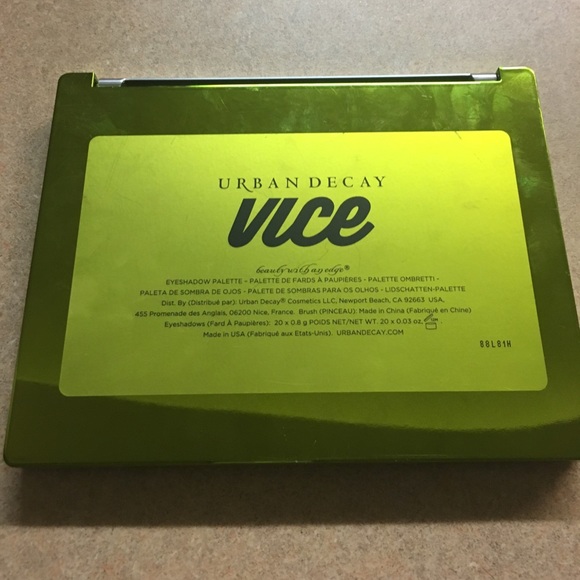 URBAN DECAY
VICE
beauty with an edge®
EYESHADOW PALETTE – PALETTE DE FARDS À PAUPIÈRES – PALETTE OMBRETTI –
PALETA DE SOMBRA DE OJOS – PALETE DE SOMBRAS PARA OS OLHOS – LIDSCHATTEN-PALETTE
Dist. By (Distribué par): Urban Decay® Cosmetics LLC, Newport Beach, CA 92663 USA,
455 Promenade des Anglais, 06200 Nice, France. Brush (PINCEAU): Made in China (Fabriqué en Chine)
Eyeshadows (Fard À Paupières): 20 x 0.8 g POIDS NET/NET WT. 20 x 0.03 oz.
Made in USA (Fabriqué aux Etats-Unis). URBANDECAY.COM
88L81H